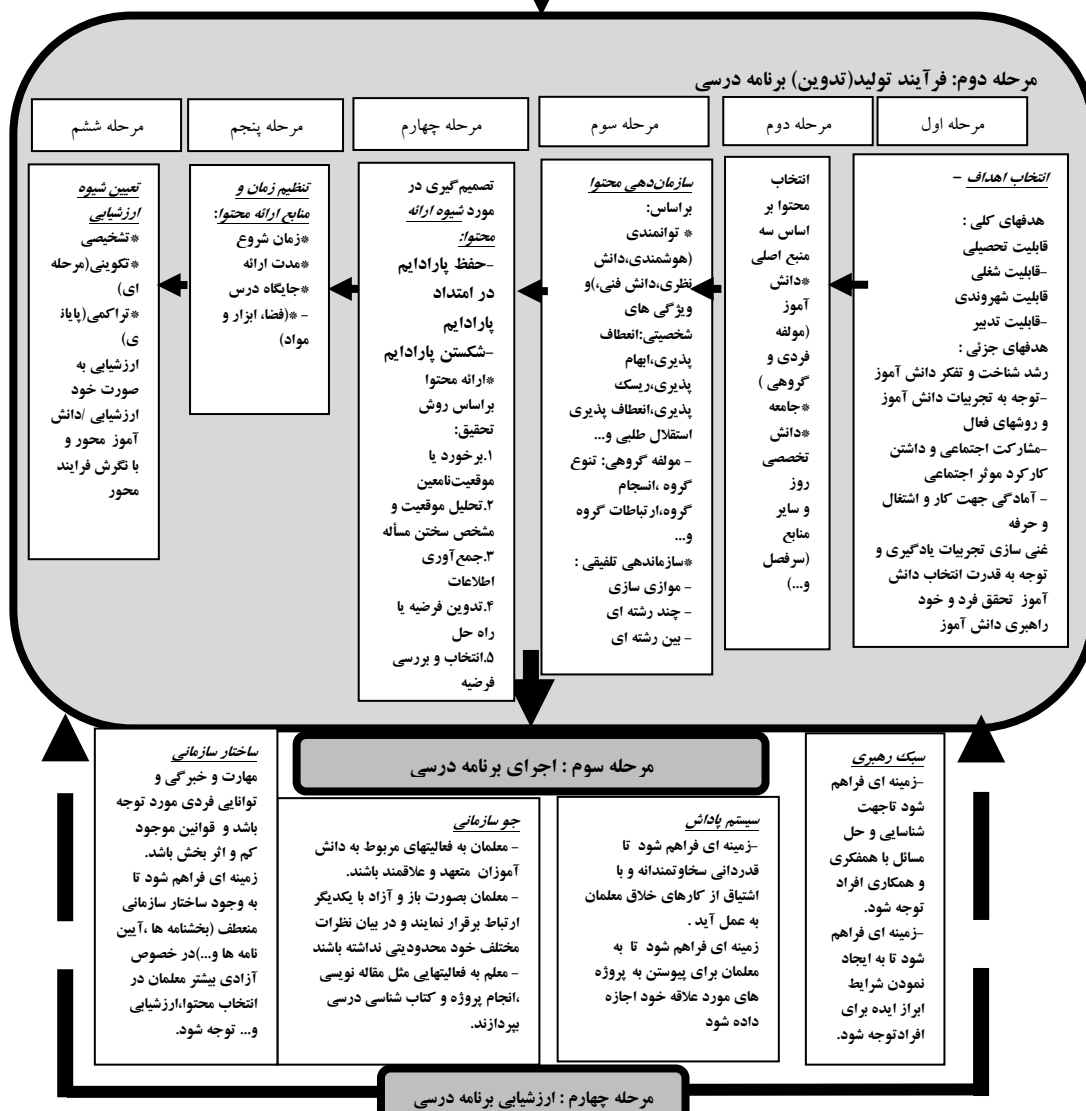 مرحله دوم: فرآیند تولید(تدوین) برنامه درسی
مرحله اول
مرحله دوم
مرحله سوم
مرحله چهارم
مرحله پنجم
مرحله ششم
انتخاب اهداف -
هدفهای کلی :
قابلیت تحصیلی
-قابلیت شغلی
قابلیت شهروندی
-قابلیت تدبیر
هدفهای جزئی :
رشد شناخت و تفکر دانش آموز
-توجه به تجربیات دانش آموز
و روشهای فعال
-مشارکت اجتماعی و داشتن
کارکرد موثر اجتماعی
- آمادگی جهت کار و اشتغال
و حرفه
غنی سازی تجربیات یادگیری و
توجه به قدرت انتخاب دانش
آموز تحقق فرد و خود
راهبری دانش آموز
انتخاب
محتوا بر
اساس سه
منبع اصلی
*دانش
آموز
(مولفه
فردی و
گروهی )
*جامعه
*دانش
تخصصی
روز
و سایر
منابع
(سرفصل
و...)
سازمان‌دهی محتوا
براساس:
* توانمندی
(هوشمندی،دانش
نظری،دانش فنی،)و
ویژگی های
شخصیتی:انعطاف
پذیری،ابهام
پذیری،ریسک
پذیری،انعطاف پذیری
استقلال طلبی و...
- مولفه گروهی: تنوع
گروه ،انسجام
گروه،ارتباطات گروه
و...
*سازماندهی تلفیقی :
- موازی سازی
- چند رشته ای
- بین رشته ای
تصمیم‌گیری در
مورد شیوه ارائه
محتوا:
-حفظ پارادایم
در امتداد
پارادایم
-شکستن پارادایم
*ارائه محتوا
براساس روش
تحقیق:
۱.برخورد یا
موقعیت‌نامعین
۲.تحلیل موقعیت و
مشخص سختن مسأله
۳.جمع‌آوری
اطلاعات
۴.تدوین فرضیه یا
راه حل
۵.انتخاب و بررسی
فرضیه
تنظیم زمان و
منابع ارائه محتوا:
*زمان شروع
*مدت ارائه
*جایگاه درس
- *(فضا، ابزار و
مواد)
تعیین شیوه
ارزشیابی
*تشخیصی
*تکوینی(مرحله
ای)
*تراکمی(پایان
ی)
ارزشیابی به
صورت خود
ارزشیابی /دانش
آموز محور و
با نگرش فرایند
محور
مرحله سوم : اجرای برنامه درسی
سبک رهبری
-زمینه ای فراهم
شود تاجهت
شناسایی و حل
مسائل با همفکری
و همکاری افراد
توجه شود.
-زمینه ای فراهم
شود تا به ایجاد
نمودن شرایط
ابراز ایده برای
افرادتوجه شود.
سیستم پاداش
-زمینه ای فراهم شود تا
قدردانی سخاوتمندانه و با
اشتیاق از کارهای خلاق معلمان
به عمل آید .
زمینه ای فراهم شود تا به
معلمان برای پیوستن به پروژه
های مورد علاقه خود اجازه
داده شود
جو سازمانی
- معلمان به فعالیتهای مربوط به دانش
آموزان متعهد و علاقمند باشند.
- معلمان بصورت باز و آزاد با یکدیگر
ارتباط برقرار نمایند و در بیان نظرات
مختلف خود محدودیتی نداشته باشند
- معلم به فعالیتهایی مثل مقاله نویسی
،انجام پروژه و کتاب شناسی درسی
بپردازند.
ساختار سازمانی
مهارت و خبرگی و
توانایی فردی مورد توجه
باشد و قوانین موجود
کم و اثر بخش باشد.
زمینه ای فراهم شود تا
به وجود ساختار سازمانی
منعطف (بخشنامه ها ،آیین
نامه ها و...)در خصوص
آزادی بیشتر معلمان در
انتخاب محتوا،ارزشیابی
و... توجه شود.
مرحله چهارم : ارزشیابی برنامه درسی